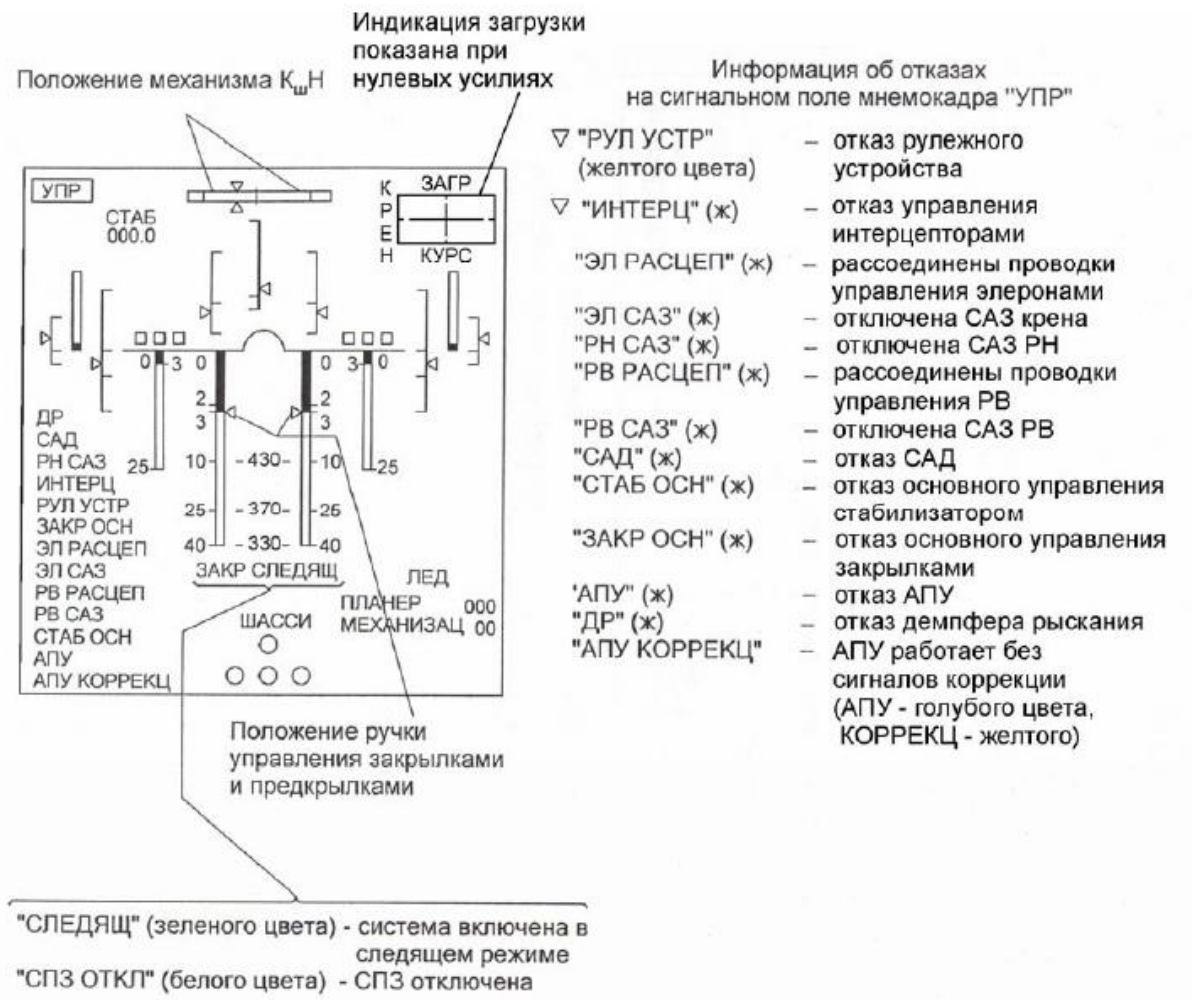 Индикация загрузки
показана при
нулевых усилиях
Положение механизма КшН
УПР
СТАБ
000.0
К
Р
Е
Н
ЗАГР
КУРС
0 3 0 0 3 0
2 2
3 3
25 10 -430- 10 25
25 -370- 25
40 -330- 40
ЗАКР СЛЕДЯЩ
ДР
САД
РН САЗ
ИНТЕРЦ
РУЛ УСТР
ЗАКР ОСН
ЭЛ РАСЦЕП
ЭЛ САЗ
РВ РАСЦЕП
РВ САЗ
СТАБ ОСН
АПУ
АПУ КОРРЕКЦ
ШАССИ
ЛЕД
ПЛАНЕР 000
МЕХАНИЗАЦ 00
Положение ручки
управления закрылками
и предкрылками
"СЛЕДЯЩ" (зеленого цвета) - система включена в
следящем режиме
"СПЗ ОТКЛ" (белого цвета) - СПЗ отключена
Информация об отказах
на сигнальном поле мнемокадра "УПР"
▽ "РУЛ УСТР" – отказ рулежного
(желтого цвета) устройства
▽ "ИНТЕРЦ" (ж) – отказ управления
интерцепторами
"ЭЛ РАСЦЕП" (ж) – рассоединены проводки
управления элеронами
"ЭЛ САЗ" (ж) – отключена САЗ крена
"РН САЗ" (ж) – отключена САЗ РН
"РВ РАСЦЕП" (ж) – рассоединены проводки
управления РВ
"РВ САЗ" (ж) – отключена САЗ РВ
"САД" (ж) – отказ САД
"СТАБ ОСН" (ж) – отказ основного управления
стабилизатором
"ЗАКР ОСН" (ж) – отказ основного управления
закрылками
'АПУ" (ж) – отказ АПУ
"ДР" (ж) – отказ демпфера рыскания
"АПУ КОРРЕКЦ" – АПУ работает без
сигналов коррекции
(АПУ - голубого цвета,
КОРРЕКЦ - желтого)